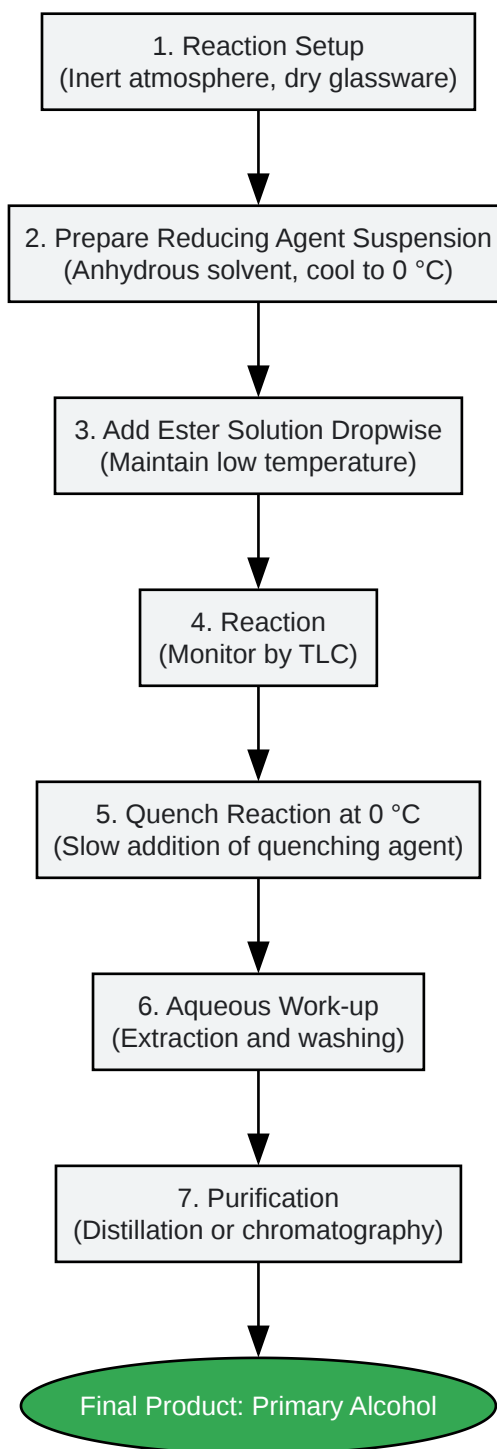 1. Reaction Setup
(Inert atmosphere, dry glassware)
2. Prepare Reducing Agent Suspension
(Anhydrous solvent, cool to 0 °C)
3. Add Ester Solution Dropwise
(Maintain low temperature)
4. Reaction
(Monitor by TLC)
5. Quench Reaction at 0 °C
(Slow addition of quenching agent)
6. Aqueous Work-up
(Extraction and washing)
7. Purification
(Distillation or chromatography)
Final Product: Primary Alcohol